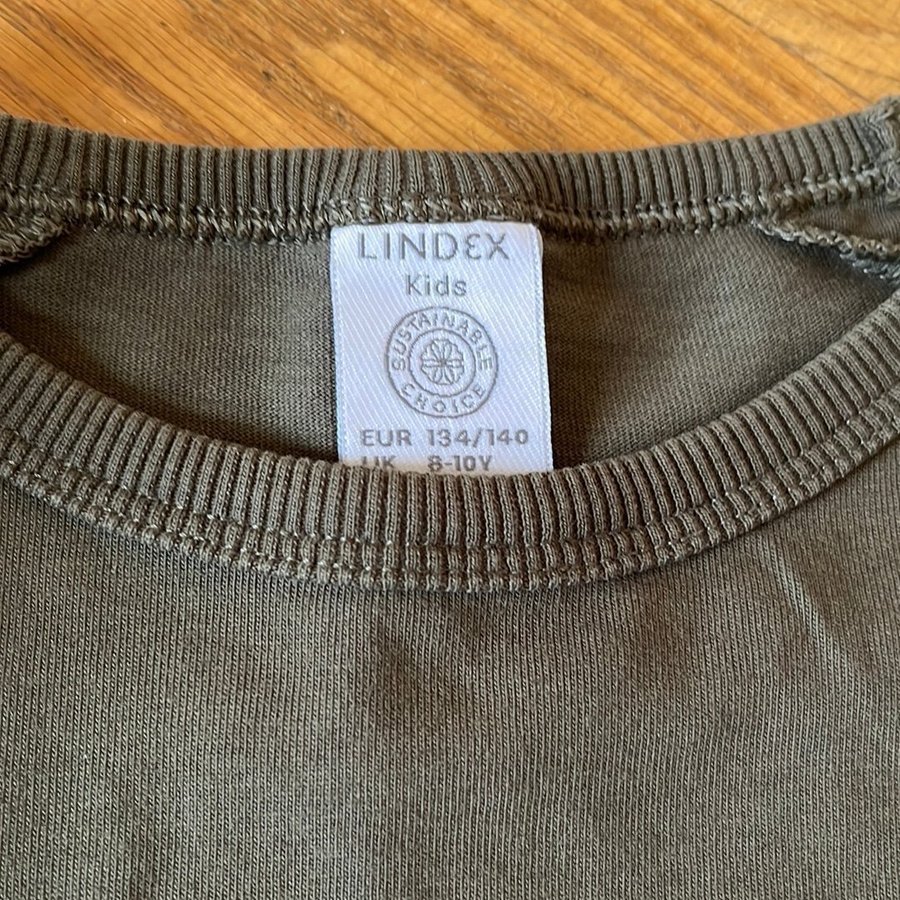 LINDEX
Kids
SUSTAINABLE
CHOICE
EUR 134/140
UK 8-10Y